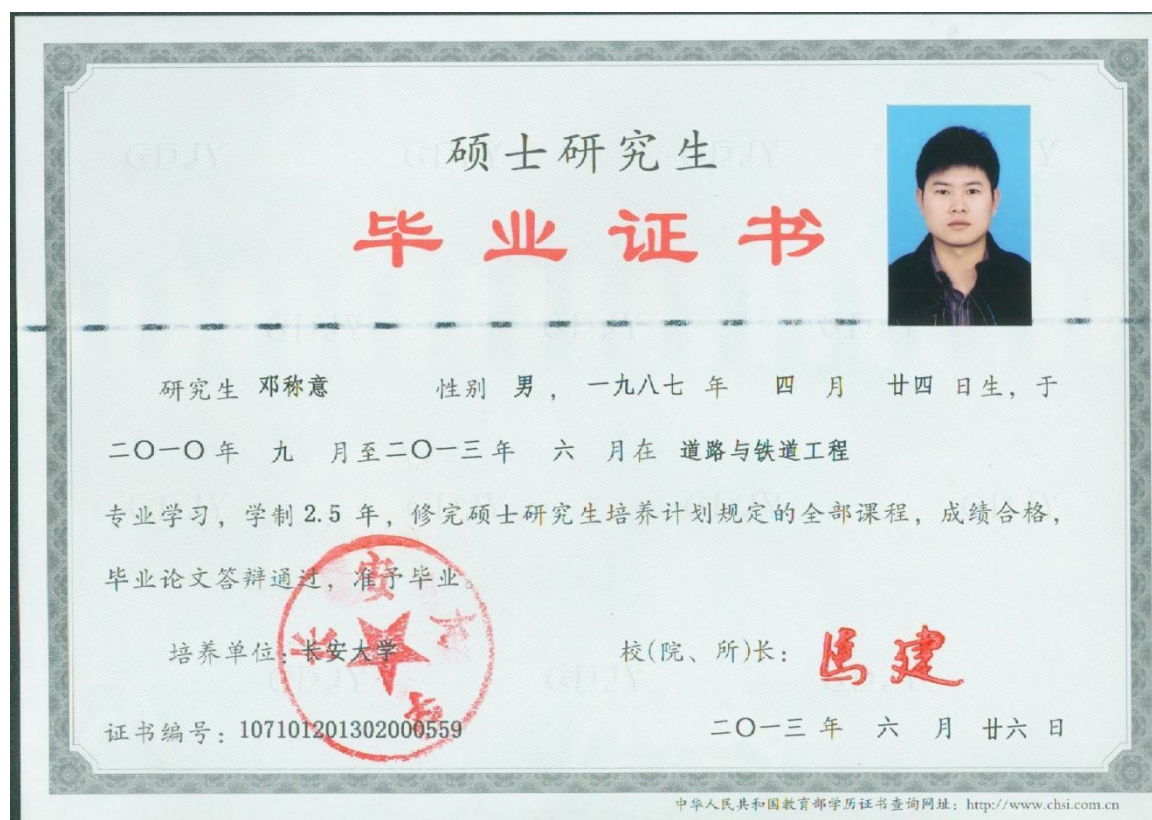 硕士研究生
毕业证书
研究生 邓称意 性别 男， 一九八七 年 四 月 廿四 日生，于
二〇一〇 年 九 月至二〇一三 年 六 月在 道路与铁道工程
专业学习，学制 2.5 年，修完硕士研究生培养计划规定的全部课程，成绩合格，
毕业论文答辩通过，准予毕业。
培养单位：长安大学
校(院、所)长： 马建
证书编号：107101201302000559
二〇一三 年 六 月 廿六 日
中华人民共和国教育部学历证书查询网址：http://www.chsi.com.cn